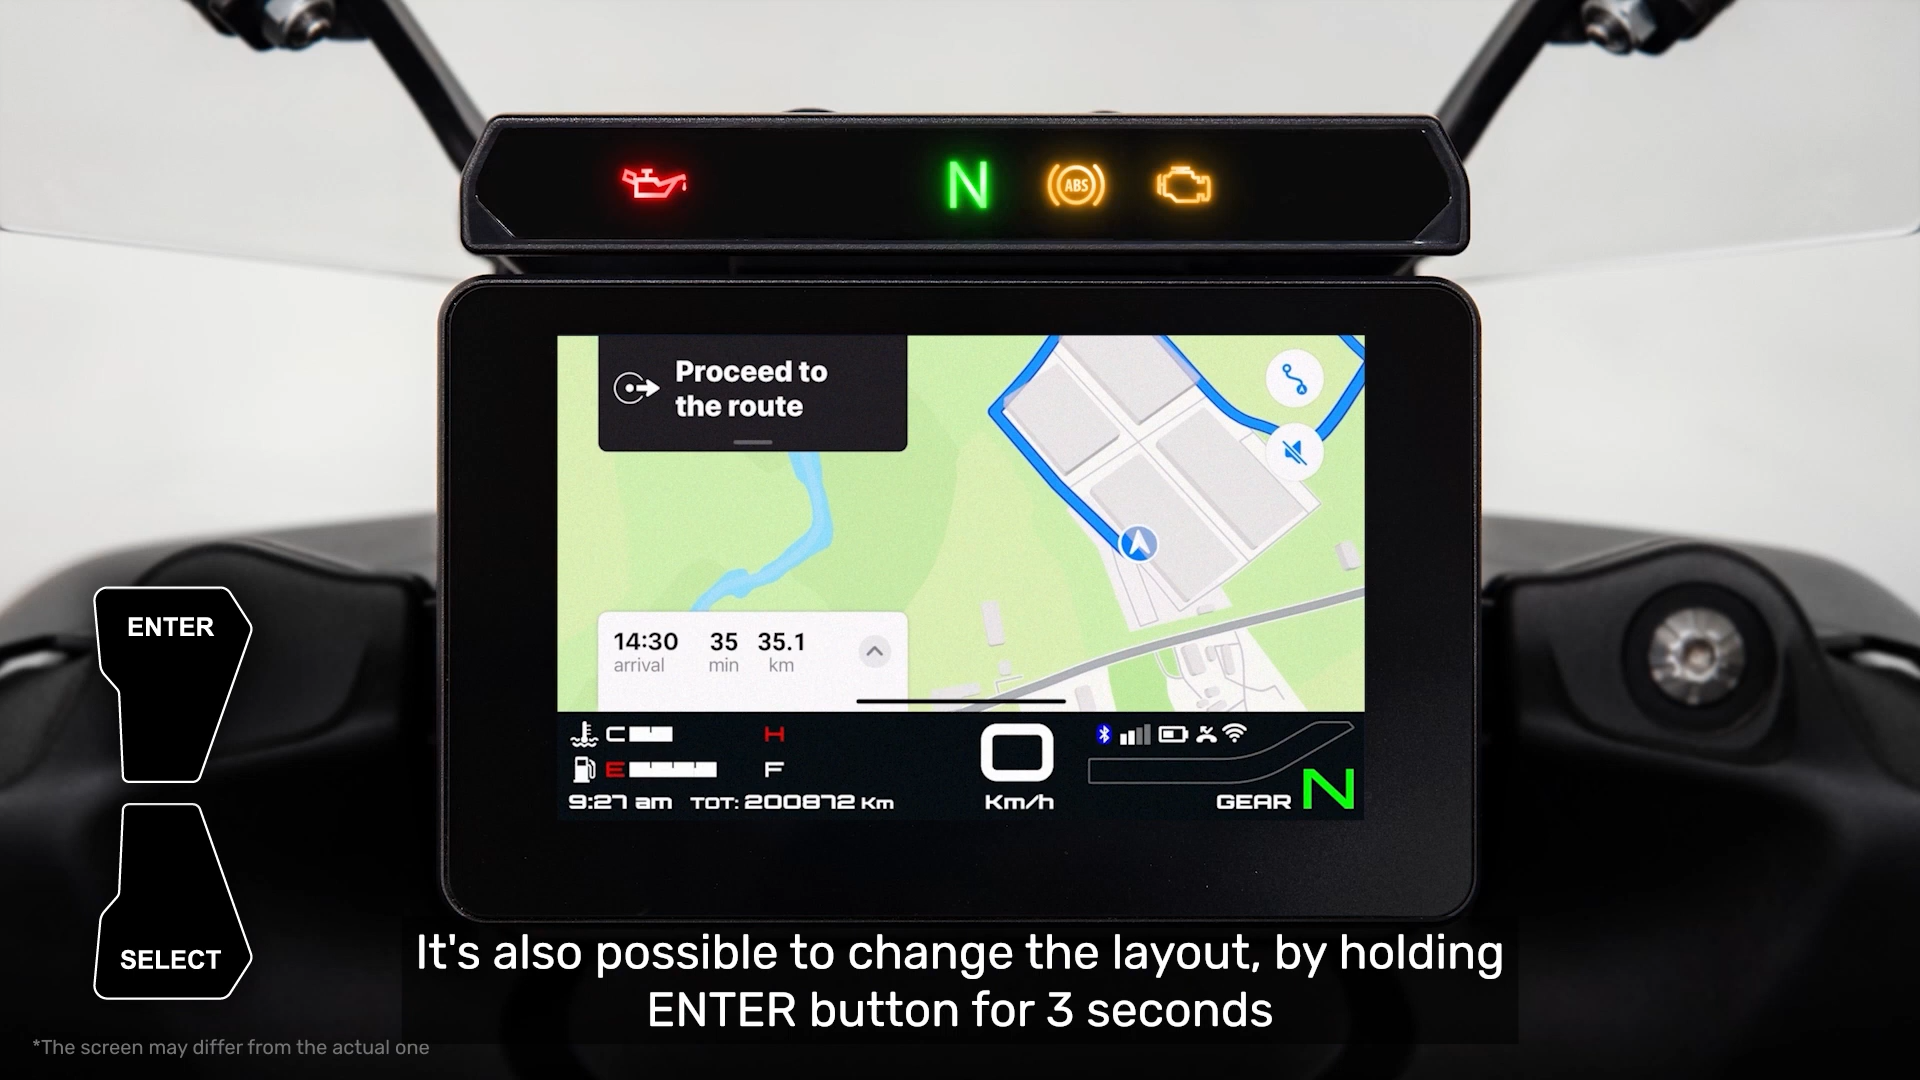 N ABS
Proceed to
the route
14:30 35 35.1
arrival min km
C H
E F
0
9:27 am TOT: 200872 Km Km/h GEAR N
ENTER
SELECT
It's also possible to change the layout, by holding
ENTER button for 3 seconds
*The screen may differ from the actual one